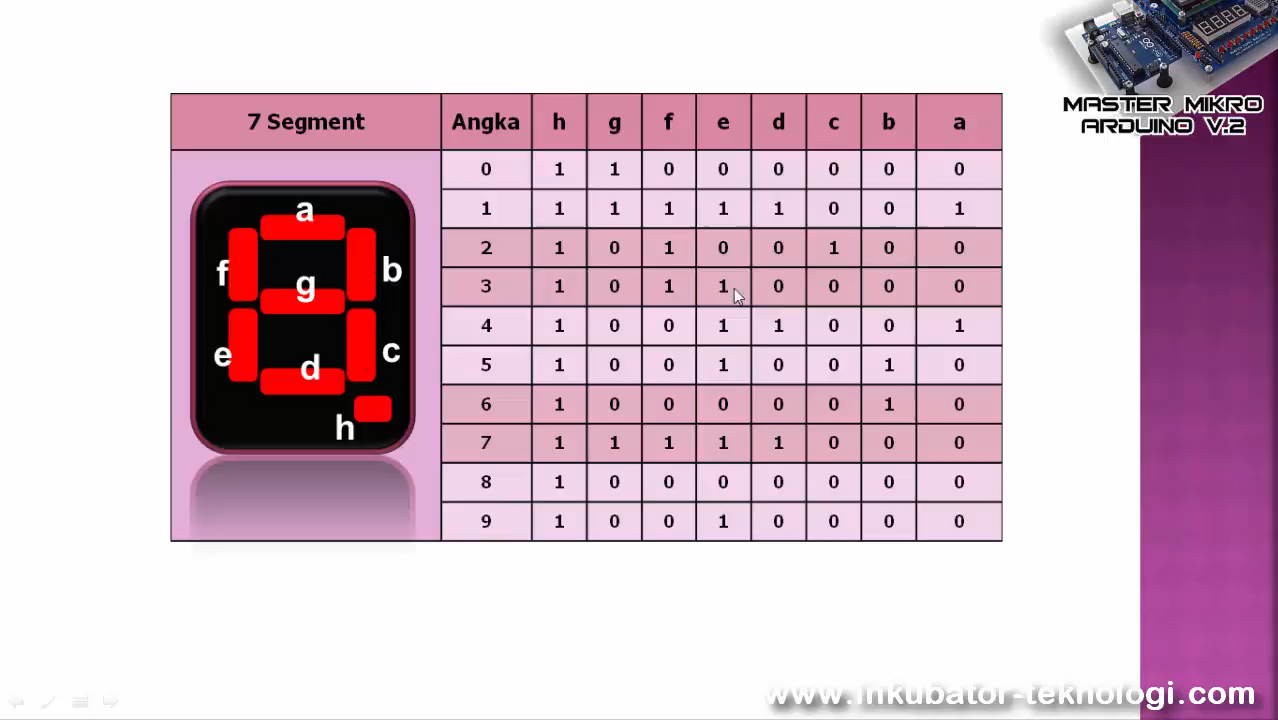 MASTER MIKRO
ARDUINO V.2
7 Segment Angka h g f e d c b a
0 1 1 0 0 0 0 0 0
1 1 1 1 1 1 0 0 1
2 1 0 1 0 0 1 0 0
3 1 0 1 1 0 0 0 0
4 1 0 0 1 1 0 0 1
5 1 0 0 1 0 0 1 0
6 1 0 0 0 0 0 1 0
7 1 1 1 1 1 0 0 0
8 1 0 0 0 0 0 0 0
9 1 0 0 1 0 0 0 0
a
f b
g
e c
d
h
www.inkubator-teknologi.com